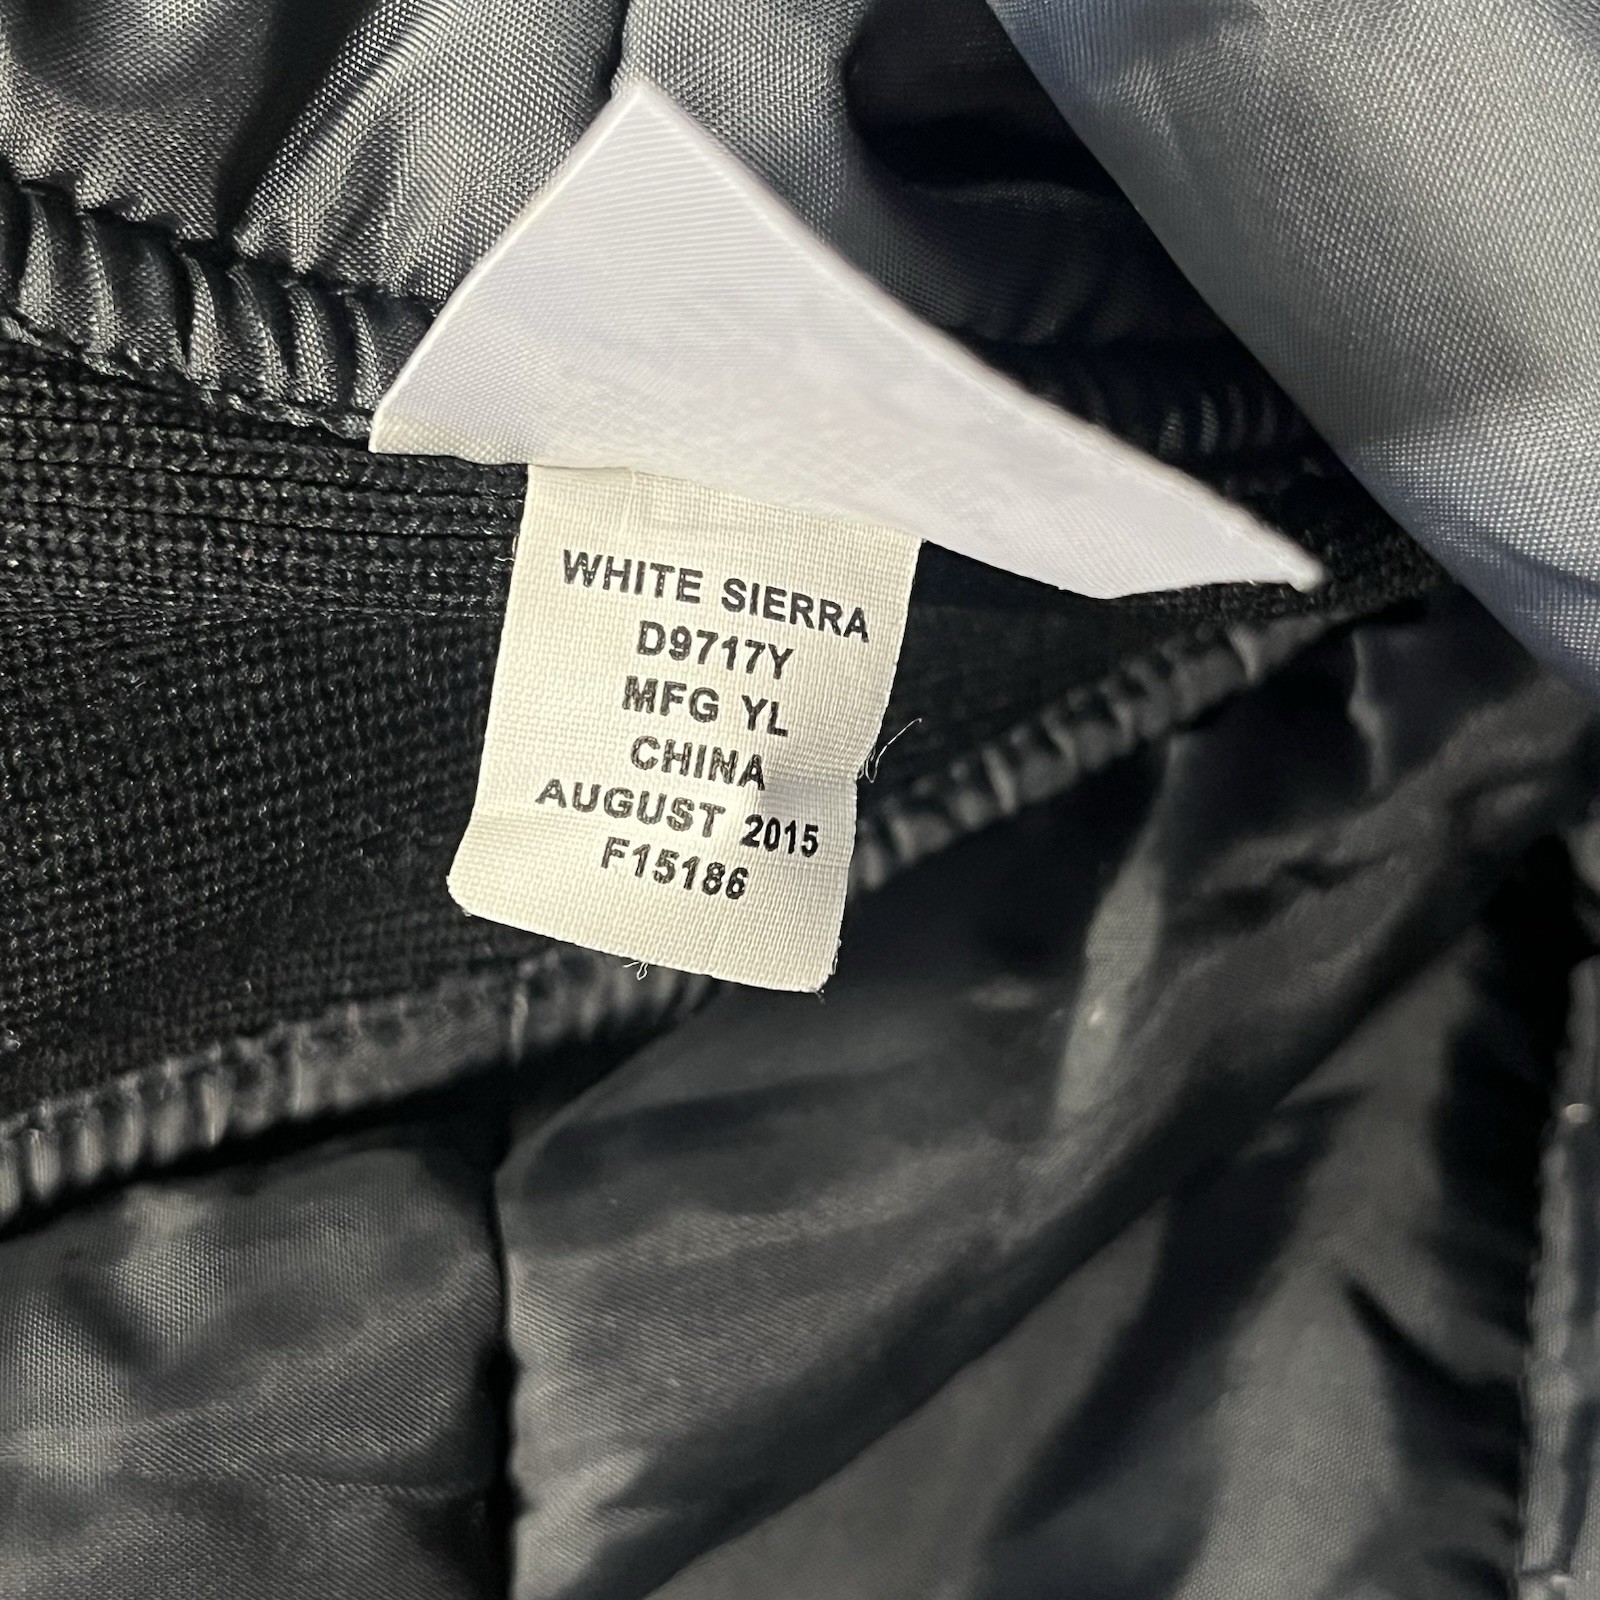 WHITE SIERRA
D9717Y
MFG YL
CHINA
AUGUST 2015
F15186